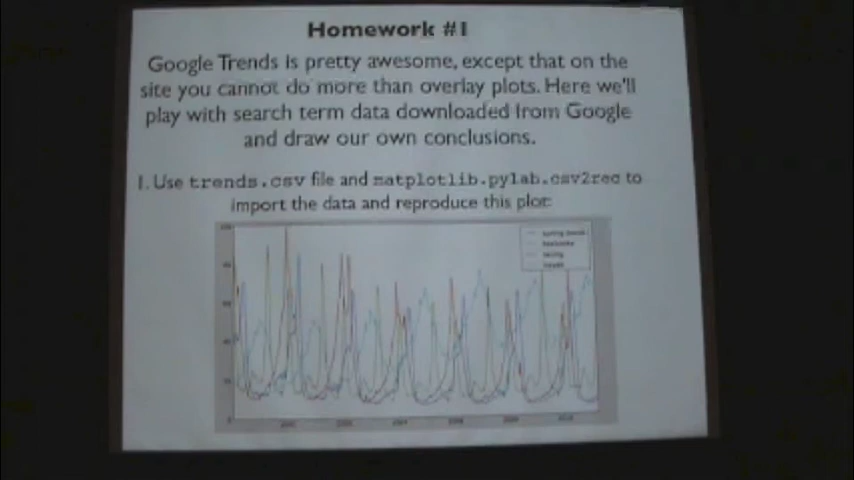 Homework #1
Google Trends is pretty awesome, except that on the
site you cannot do more than overlay plots. Here we'll
play with search term data downloaded from Google
and draw our own conclusions.
1. Use trends.csv file and matplotlib.pylab.csv2rec to
import the data and reproduce this plot: